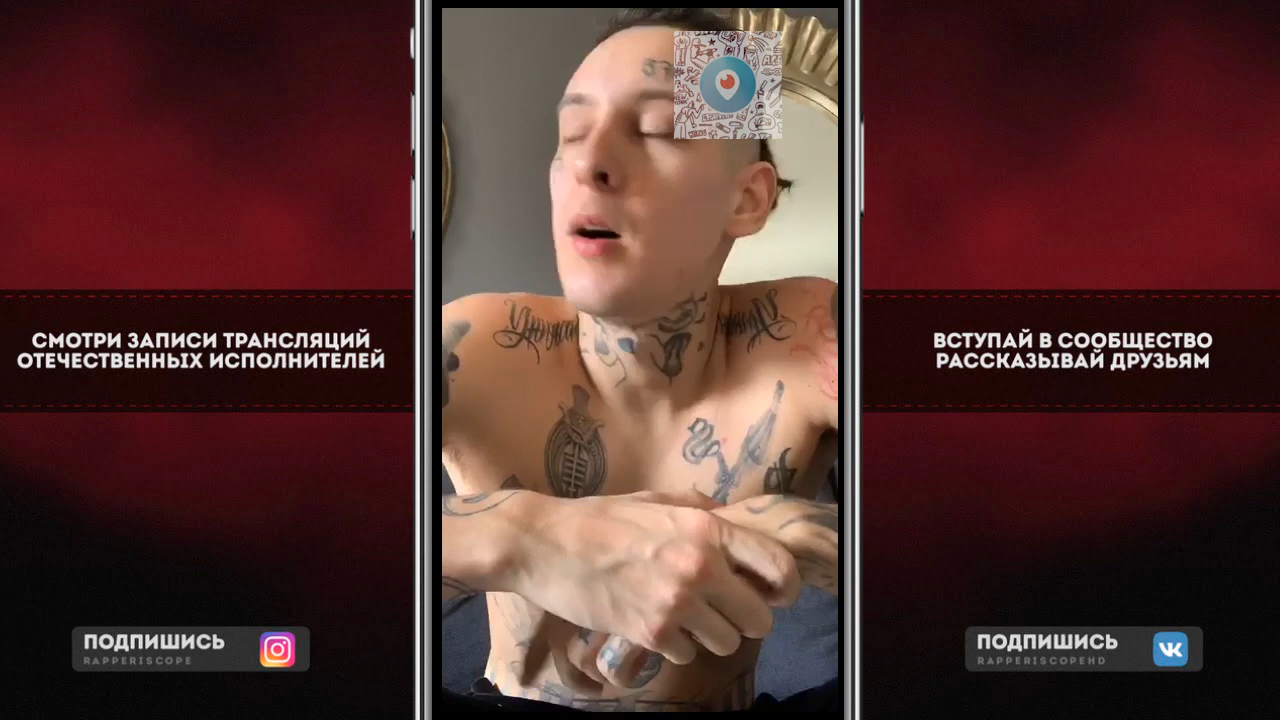 СМОТРИ ЗАПИСИ ТРАНСЛЯЦИЙ
ОТЕЧЕСТВЕННЫХ ИСПОЛНИТЕЛЕЙ
ПОДПИШИСЬ
RAPPERISCOPE
ВСТУПАЙ В СООБЩЕСТВО
РАССКАЗЫВАЙ ДРУЗЬЯМ
ПОДПИШИСЬ
RAPPERISCOPEHD